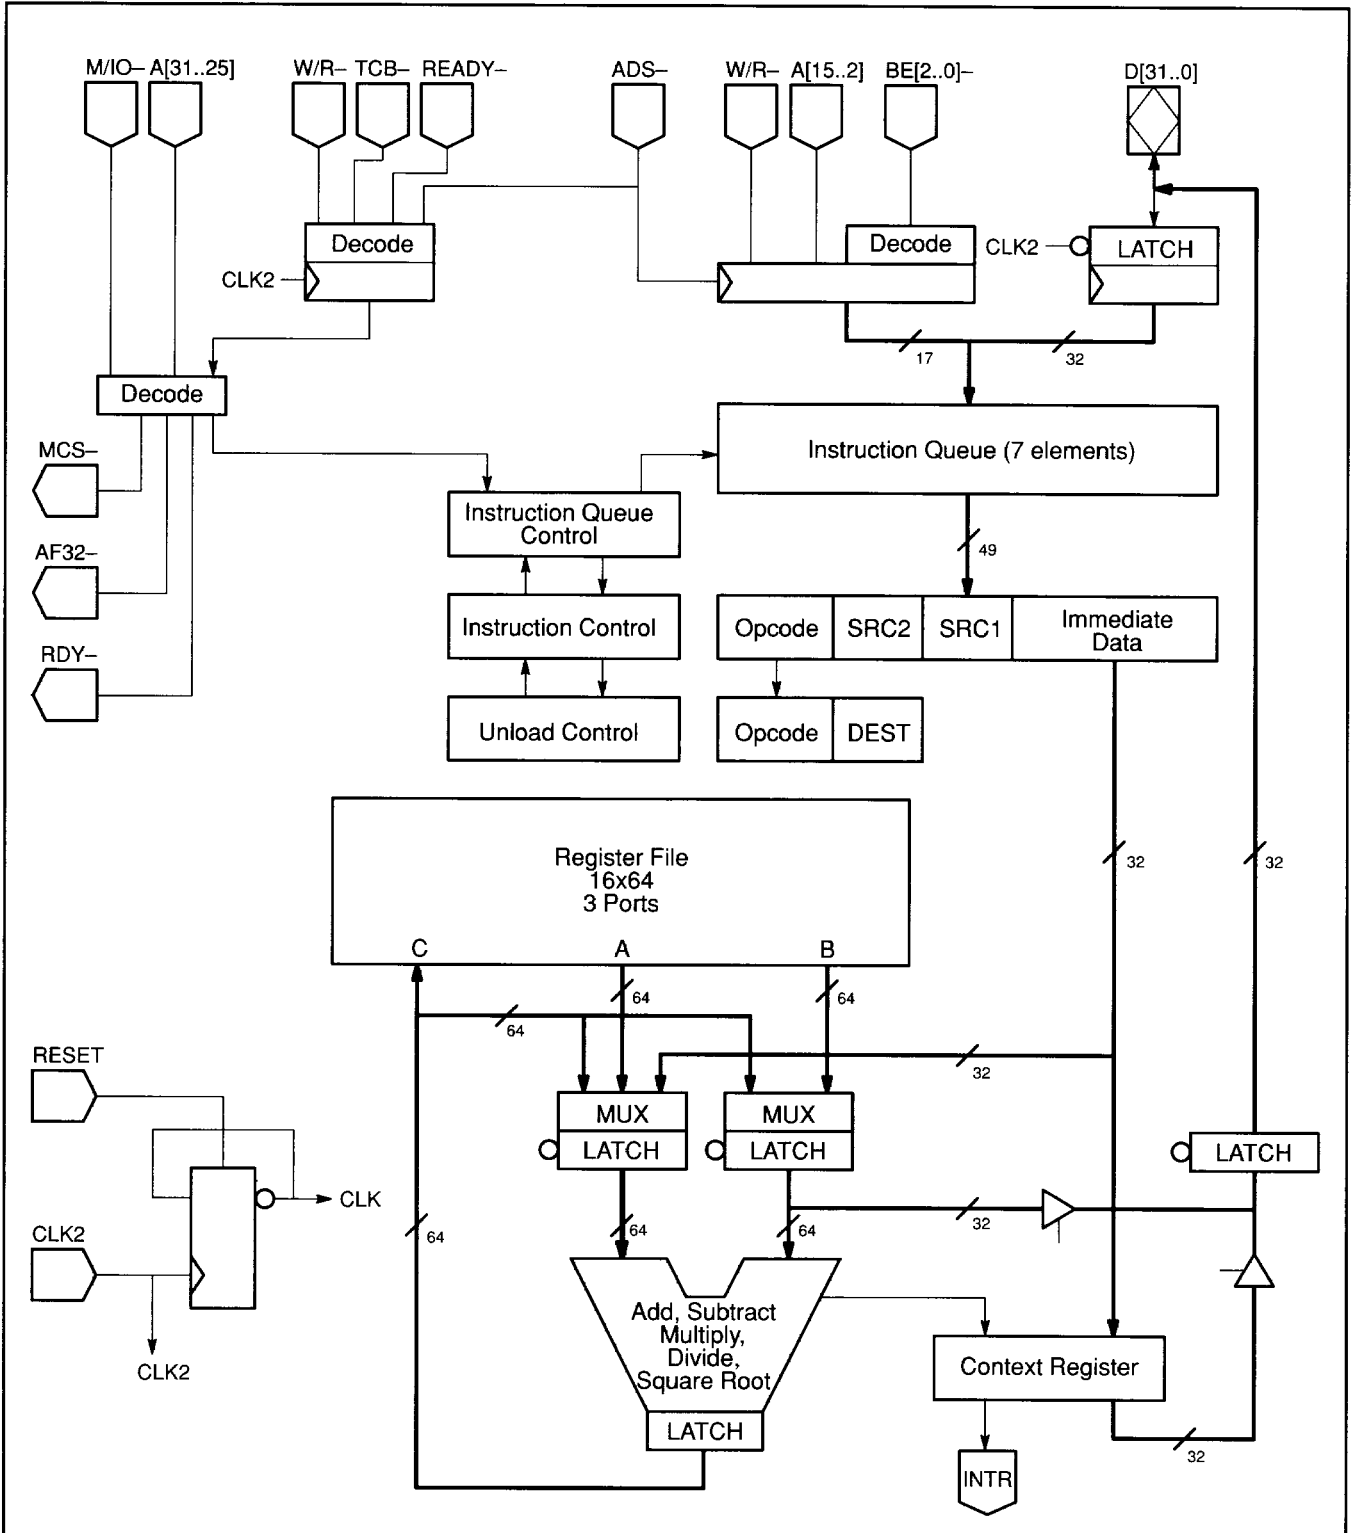 M/IO– A[31..25] W/R– TCB– READY– ADS– W/R– A[15..2] BE[2..0]– D[31..0]
Decode
Decode
CLK2
LATCH
CLK2
17
32
Decode
MCS–
Instruction Queue (7 elements)
Instruction Queue
Control
49
AF32–
Instruction Control
Opcode SRC2 SRC1
Immediate
Data
RDY–
Unload Control
Opcode DEST
Register File
16x64
3 Ports
32
32
C A B
64
64
64
RESET
32
MUX
MUX
LATCH
LATCH
LATCH
CLK
CLK2
64
64
64
32
Add, Subtract
Multiply,
Divide,
Square Root
CLK2
Context Register
LATCH
32
INTR